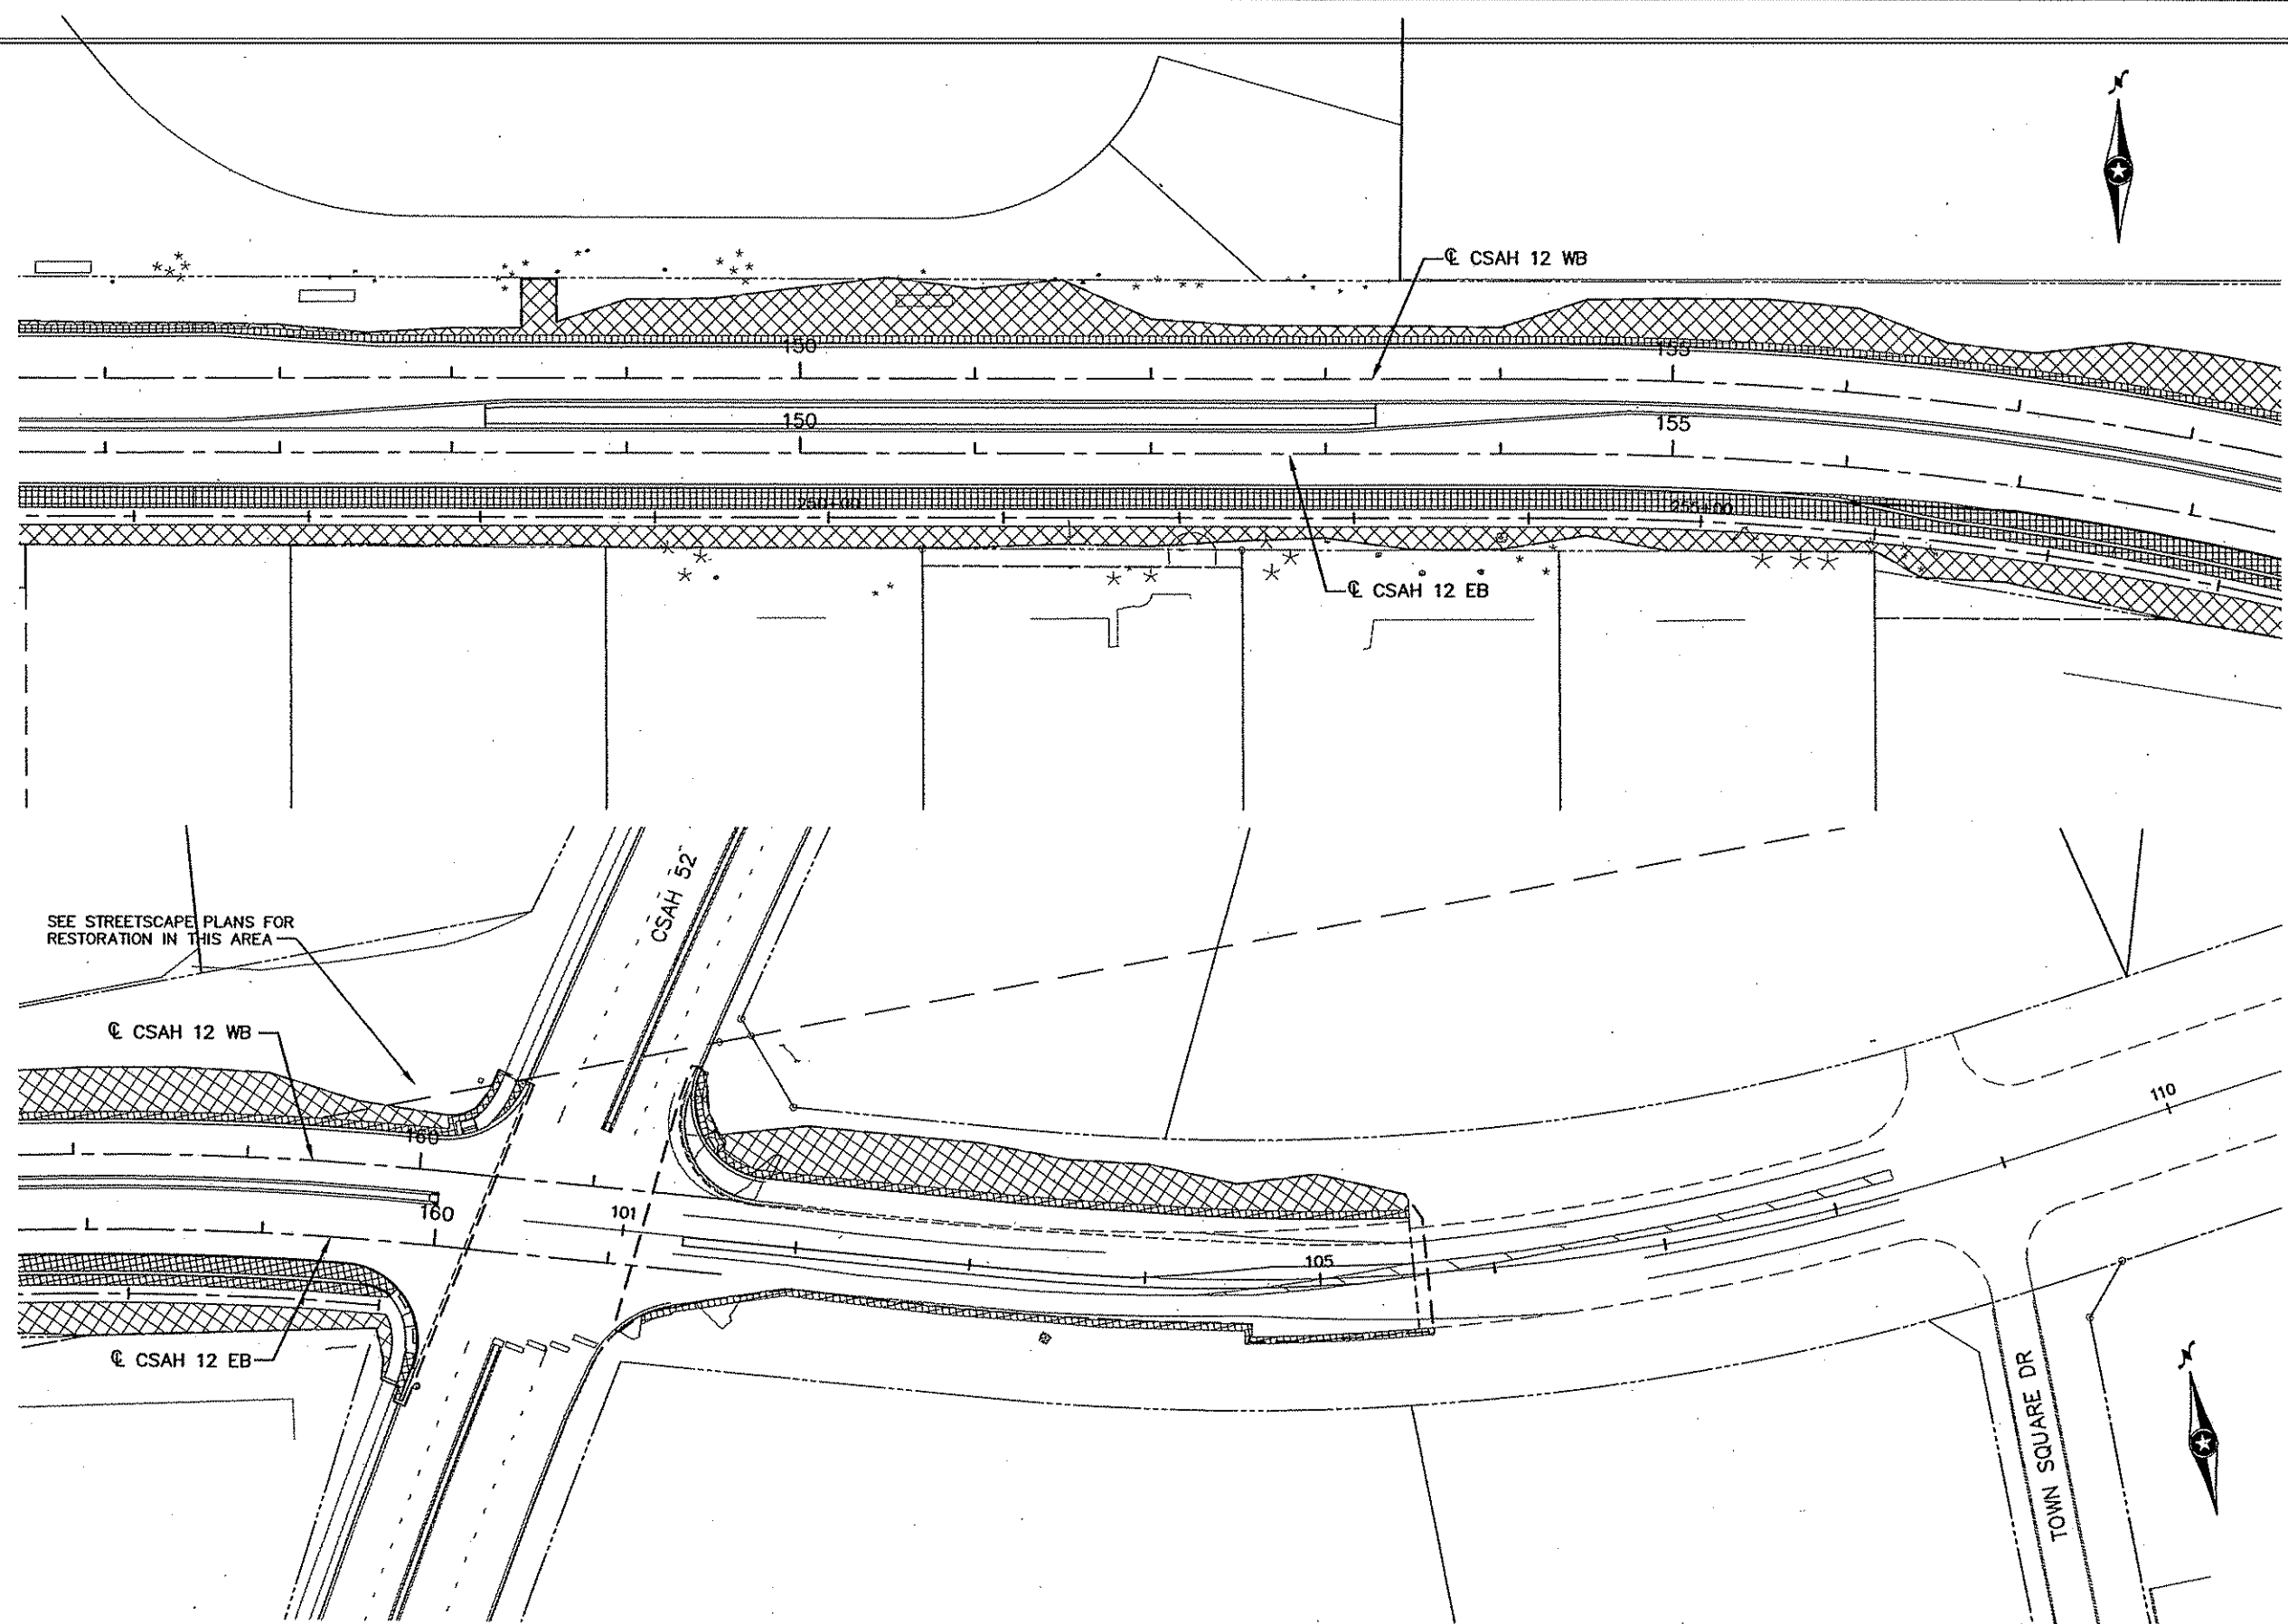 N
℄ CSAH 12 WB
150
155
150
155
250+00
255+00
℄ CSAH 12 EB
CSAH 52
SEE STREETSCAPE PLANS FOR
RESTORATION IN THIS AREA
℄ CSAH 12 WB
110
160
160
101
105
℄ CSAH 12 EB
TOWN SQUARE DR
N